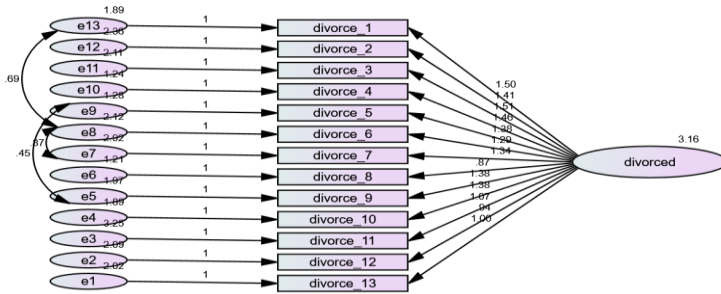 1.89
e13 1 divorce_1
2.36
e12 1 divorce_2
2.11
e11 1 divorce_3
1.24
e10 1 divorce_4
1.28
e9 1 divorce_5
2.12
e8 1 divorce_6
2.02
e7 1 divorce_7
1.21
e6 1 divorce_8
1.97
e5 1 divorce_9
1.89
e4 1 divorce_10
3.25
e3 1 divorce_11
2.09
e2 1 divorce_12
2.02
e1 1 divorce_13
.69
.37
.45
1.50
1.41
1.51
1.46
1.38
1.29
1.34
.87
1.38
1.38
1.07
.94
1.00
3.16
divorced